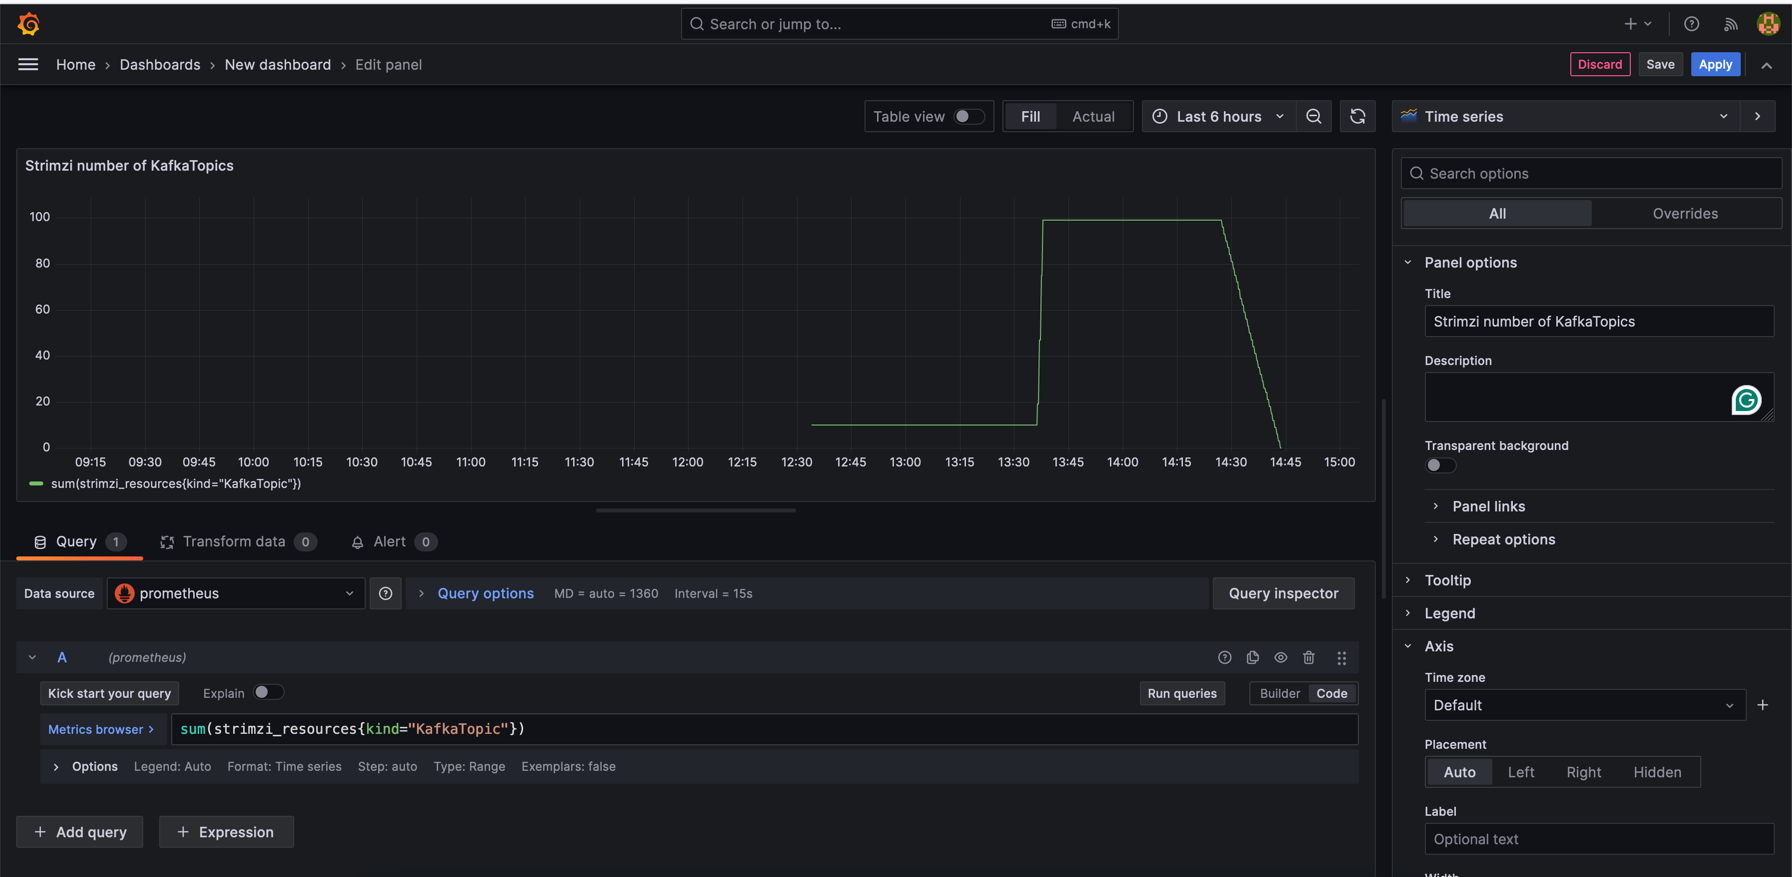 Search or jump to... cmd+k
Home › Dashboards › New dashboard › Edit panel Discard Save Apply
Table view Fill Actual Last 6 hours Time series
Strimzi number of KafkaTopics
100
80
60
40
20
0
09:15 09:30 09:45 10:00 10:15 10:30 10:45 11:00 11:15 11:30 11:45 12:00 12:15 12:30 12:45 13:00 13:15 13:30 13:45 14:00 14:15 14:30 14:45 15:00
sum(strimzi_resources{kind="KafkaTopic"})
Query 1 Transform data 0 Alert 0
Data source prometheus Query options MD = auto = 1360 Interval = 15s Query inspector
A (prometheus)
Kick start your query Explain Run queries Builder Code
Metrics browser > sum(strimzi_resources{kind="KafkaTopic"})
Options Legend: Auto Format: Time series Step: auto Type: Range Exemplars: false
+ Add query + Expression
Search options
All Overrides
Panel options
Title
Strimzi number of KafkaTopics
Description
Transparent background
Panel links
Repeat options
Tooltip
Legend
Axis
Time zone
Default
Placement
Auto Left Right Hidden
Label
Optional text